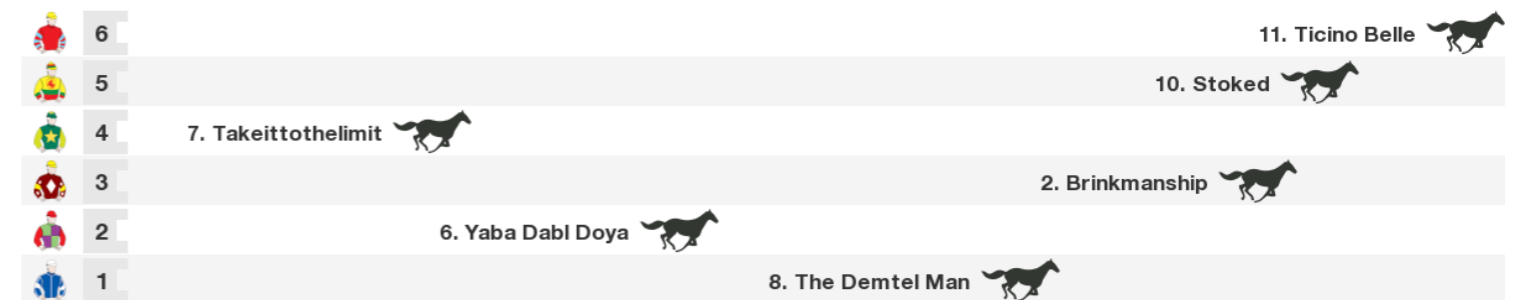 6 11. Ticino Belle
5 10. Stoked
4 7. Takeittothelimit
3 2. Brinkmanship
2 6. Yaba Dabl Doya
1 8. The Demtel Man